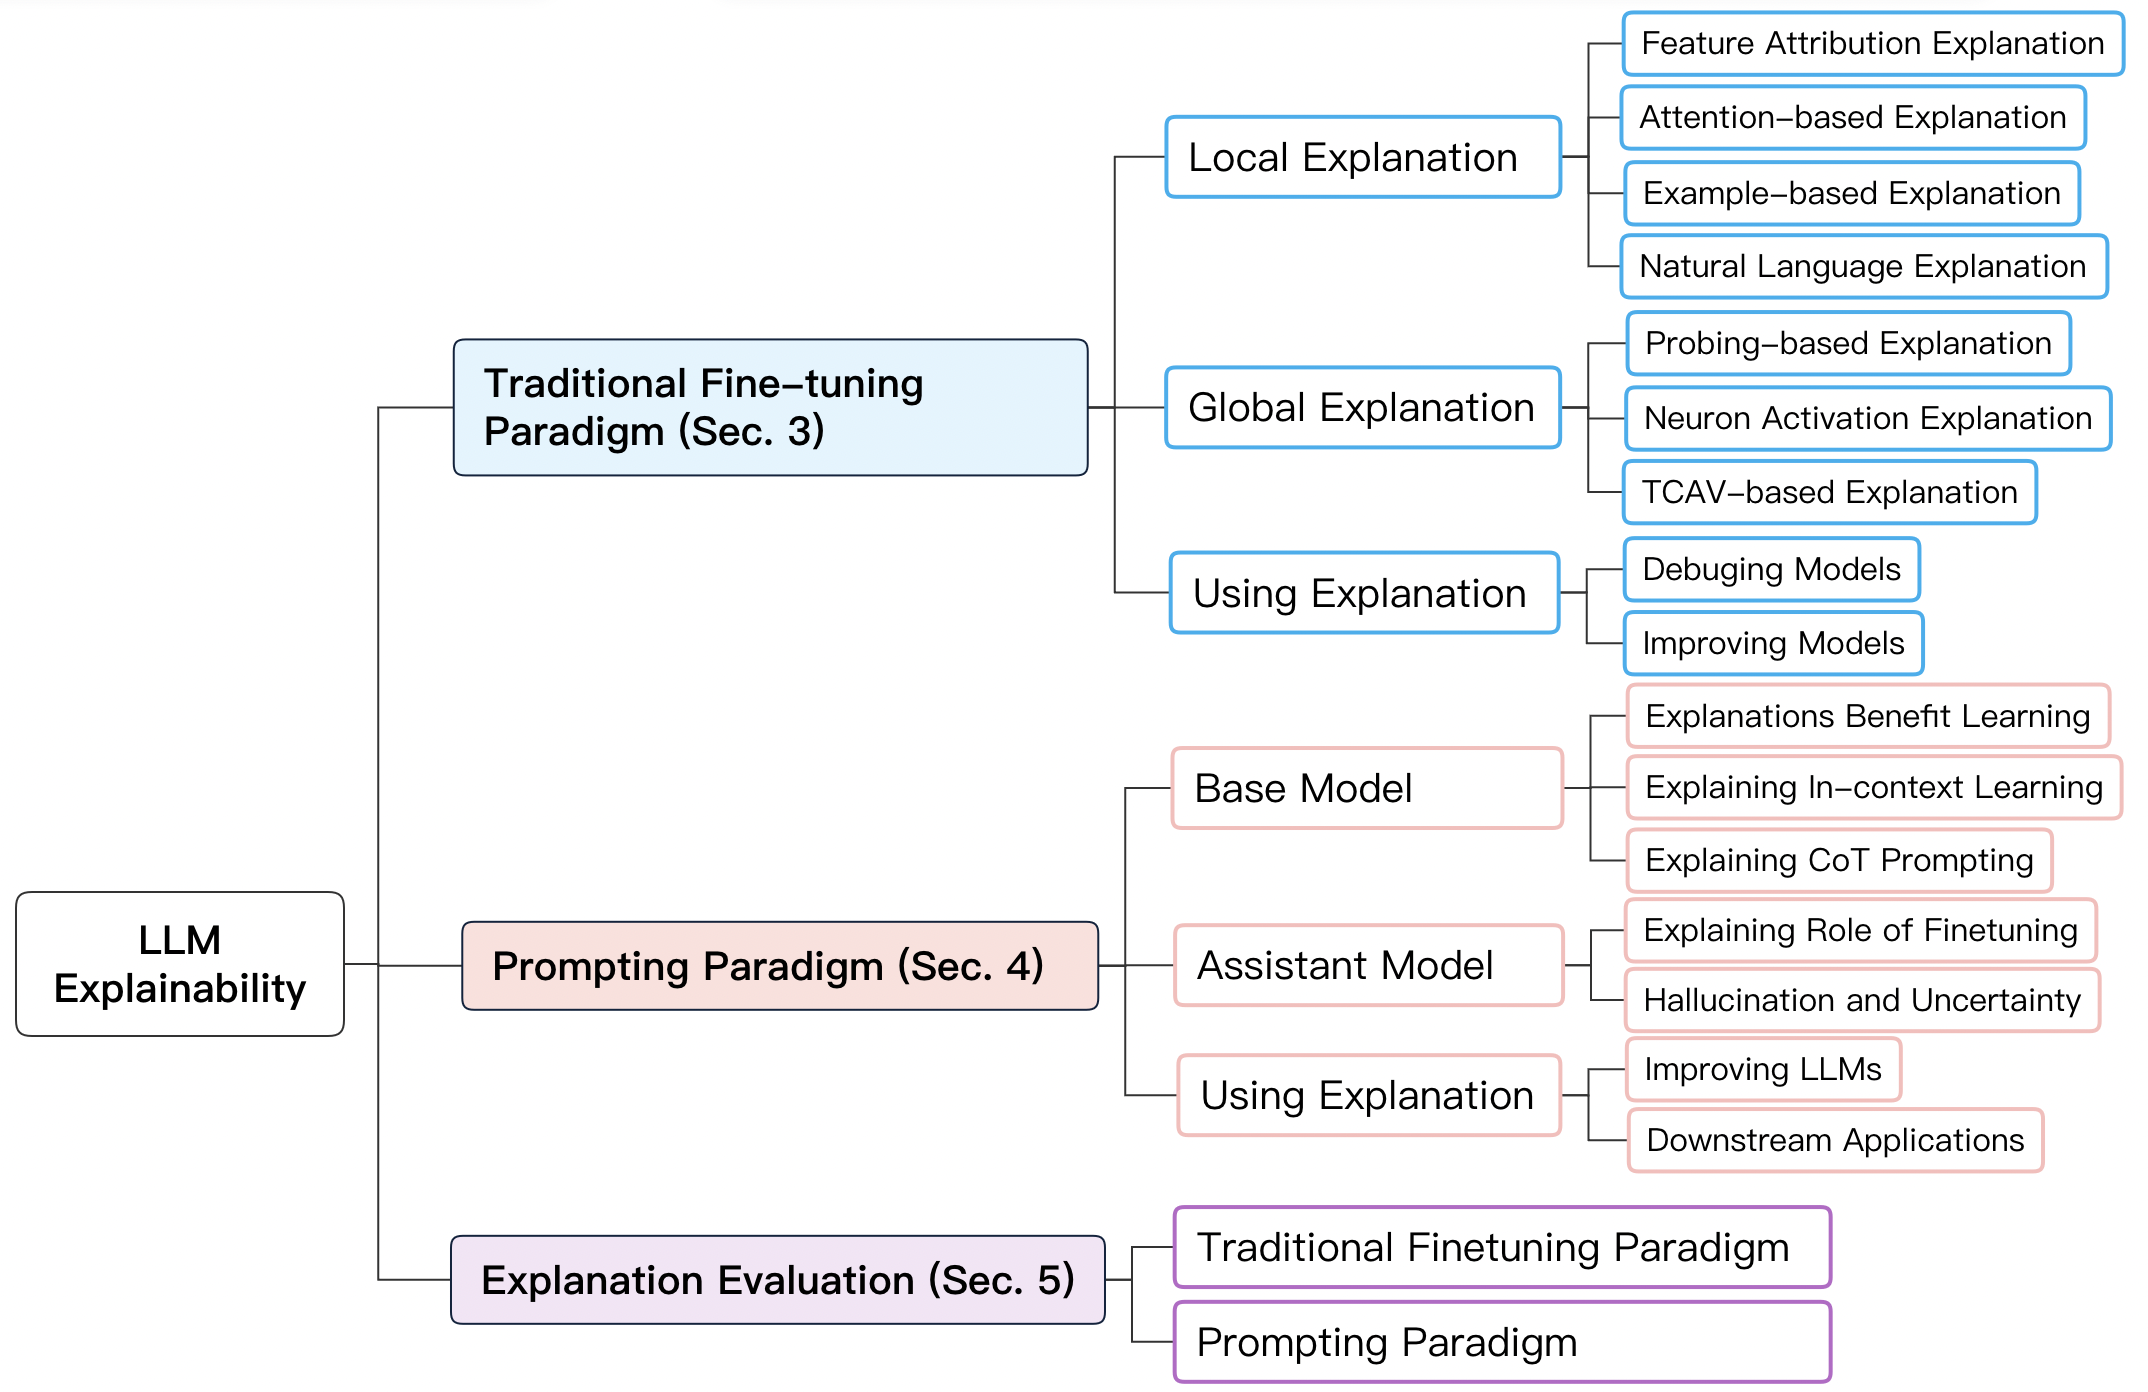 LLM
Explainability
Traditional Fine-tuning
Paradigm (Sec. 3)
Local Explanation
Feature Attribution Explanation
Attention-based Explanation
Example-based Explanation
Natural Language Explanation
Global Explanation
Probing-based Explanation
Neuron Activation Explanation
TCAV-based Explanation
Using Explanation
Debuging Models
Improving Models
Prompting Paradigm (Sec. 4)
Base Model
Explanations Benefit Learning
Explaining In-context Learning
Explaining CoT Prompting
Assistant Model
Explaining Role of Finetuning
Hallucination and Uncertainty
Using Explanation
Improving LLMs
Downstream Applications
Explanation Evaluation (Sec. 5)
Traditional Finetuning Paradigm
Prompting Paradigm